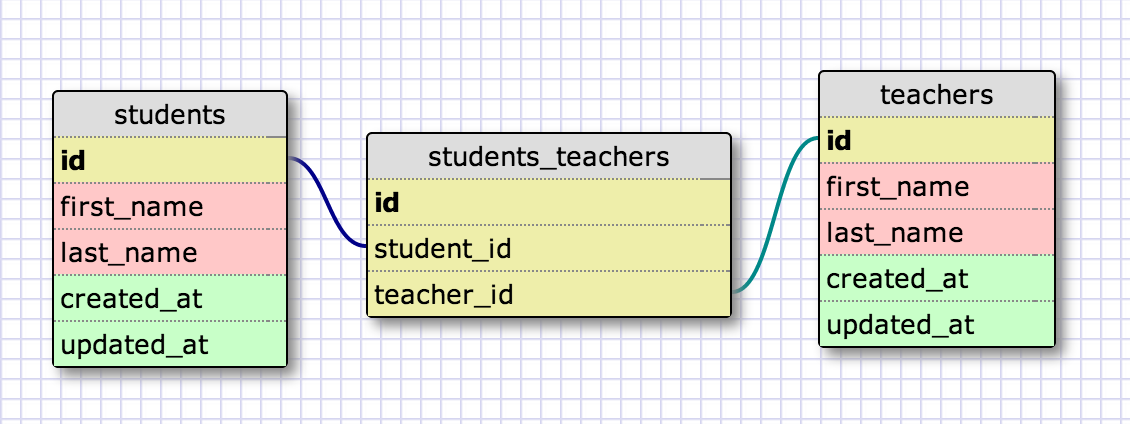 students
id
first_name
last_name
created_at
updated_at
students_teachers
id
student_id
teacher_id
teachers
id
first_name
last_name
created_at
updated_at